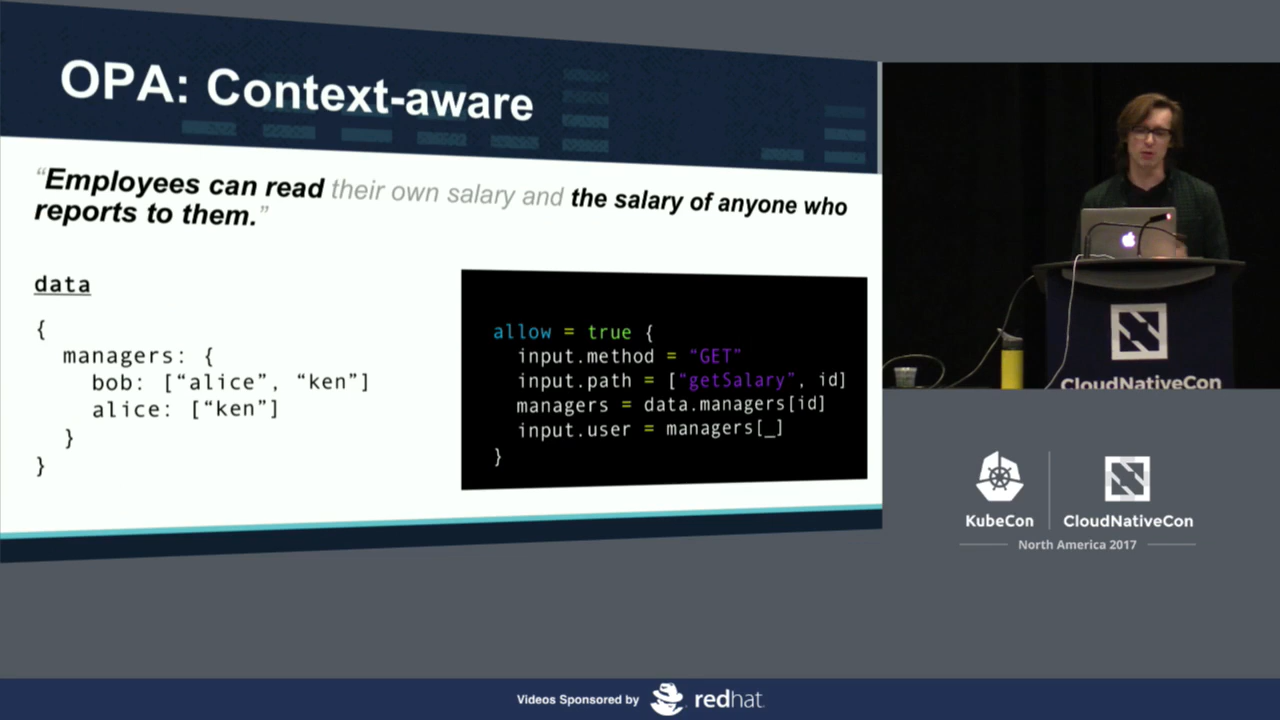 OPA: Context-aware
“Employees can read their own salary and the salary of anyone who
reports to them.”
data
{
managers: {
bob: [“alice”, “ken”]
alice: [“ken”]
}
}
allow = true {
input.method = “GET”
input.path = [“getSalary”, id]
managers = data.managers[id]
input.user = managers[_]
}
CloudNativeCon
KubeCon
CloudNativeCon
North America 2017
Videos Sponsored by
redhat.